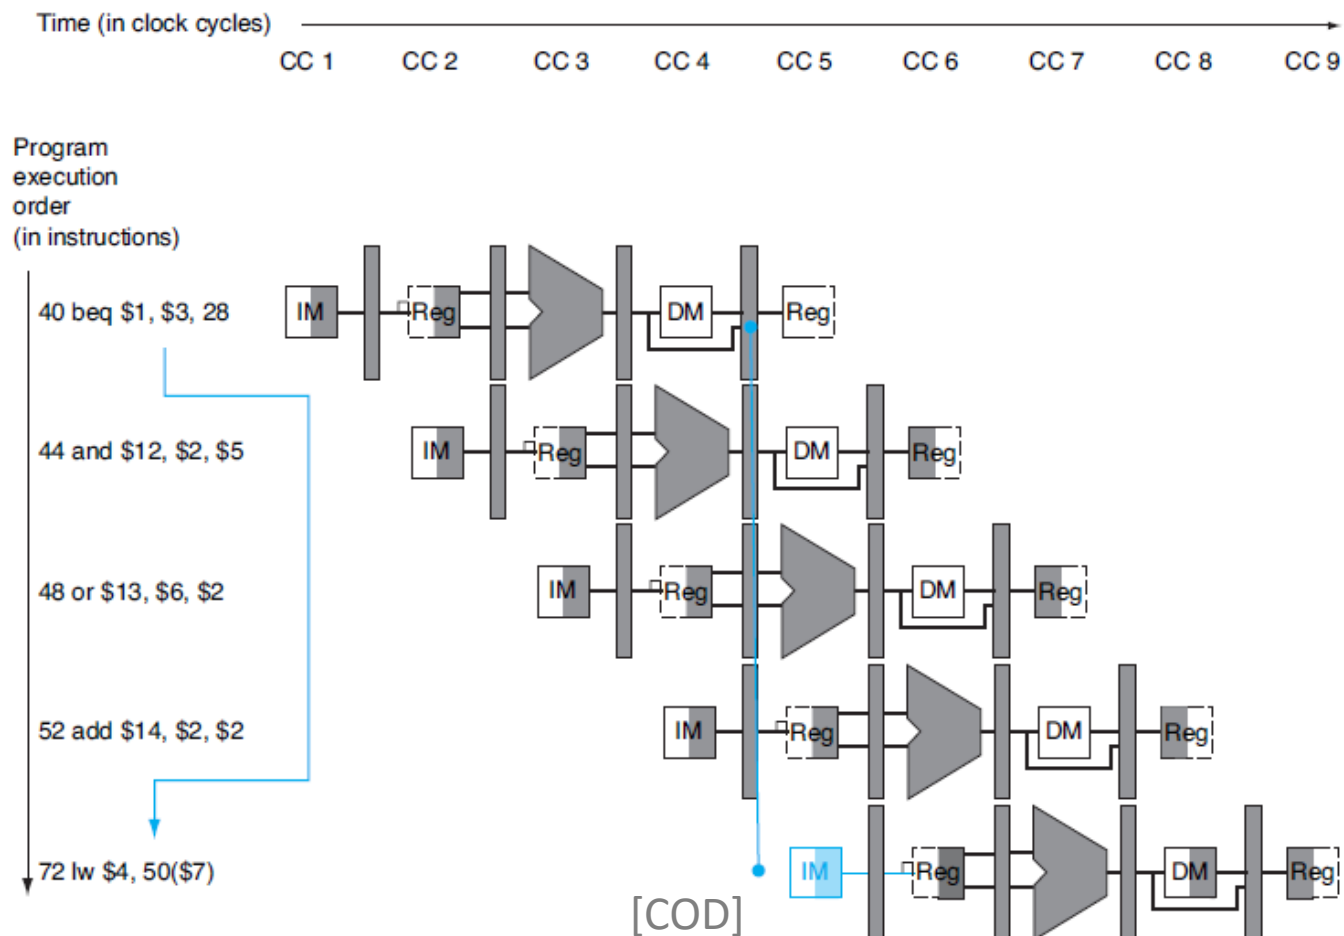 Time (in clock cycles)
CC 1 CC 2 CC 3 CC 4 CC 5 CC 6 CC 7 CC 8 CC 9
Program
execution
order
(in instructions)
40 beq $1, $3, 28
IM Reg DM Reg
44 and $12, $2, $5
IM Reg DM Reg
48 or $13, $6, $2
IM Reg DM Reg
52 add $14, $2, $2
IM Reg DM Reg
72 lw $4, 50($7)
IM Reg DM Reg
[COD]